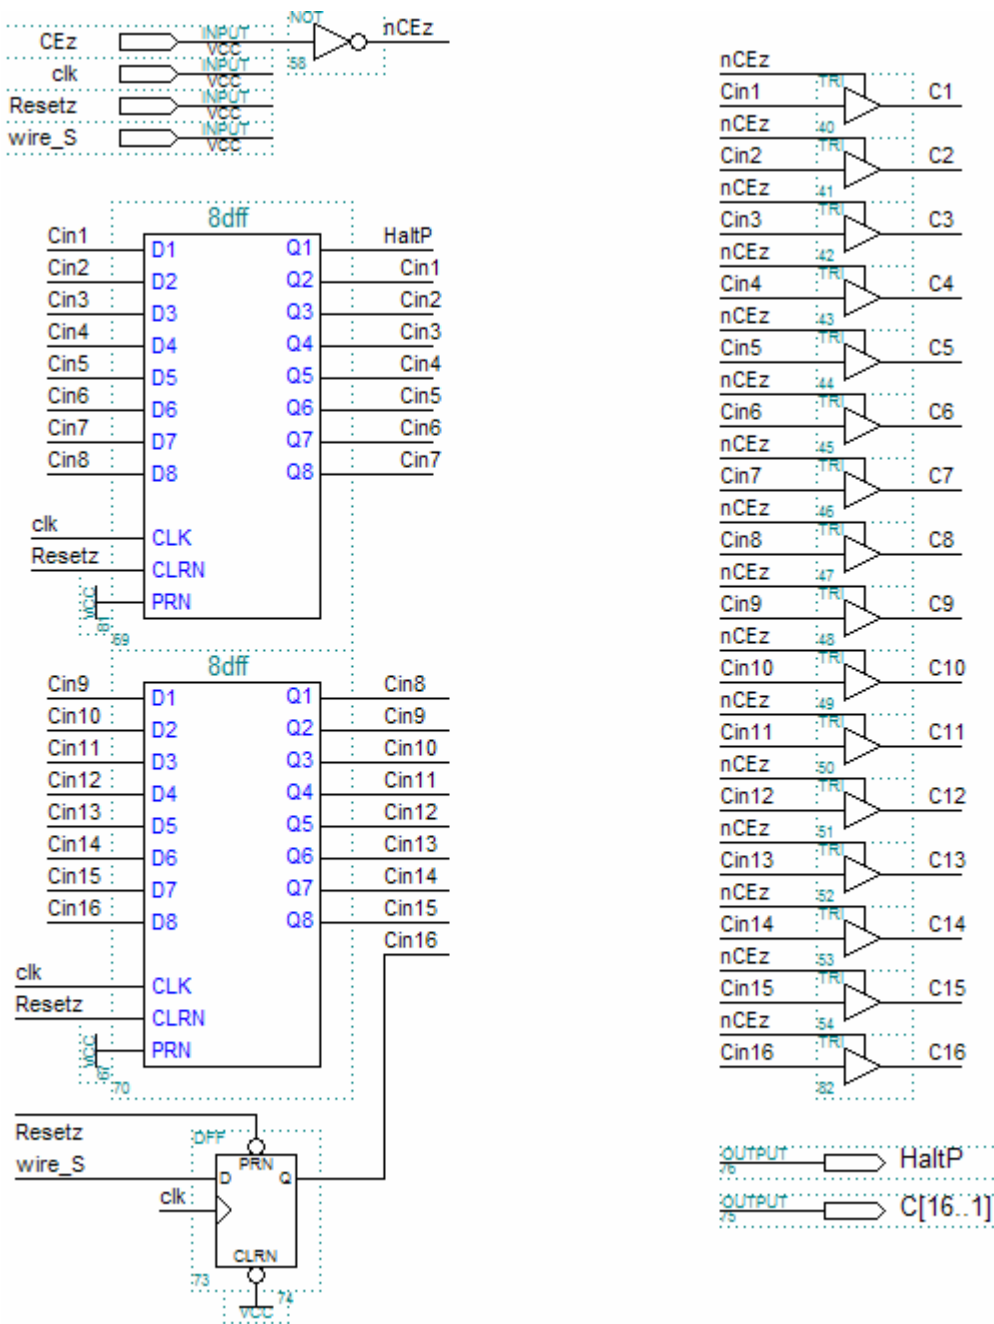 CEz INPUT VCC NOT 58 nCEz
clk INPUT VCC
Resetz INPUT VCC
wire_S INPUT VCC
8dff
Cin1 D1 Q1 HaltP
Cin2 D2 Q2 Cin1
Cin3 D3 Q3 Cin2
Cin4 D4 Q4 Cin3
Cin5 D5 Q5 Cin4
Cin6 D6 Q6 Cin5
Cin7 D7 Q7 Cin6
Cin8 D8 Q8 Cin7
clk CLK
Resetz CLRN
VCC PRN
69
8dff
Cin9 D1 Q1 Cin8
Cin10 D2 Q2 Cin9
Cin11 D3 Q3 Cin10
Cin12 D4 Q4 Cin11
Cin13 D5 Q5 Cin12
Cin14 D6 Q6 Cin13
Cin15 D7 Q7 Cin14
Cin16 D8 Q8 Cin15
Cin16
clk CLK
Resetz CLRN
VCC PRN
70
Resetz DFF PRN
wire_S D Q
clk
CLRN
73 74
VCC
nCEz TRI
Cin1 C1
nCEz 40 TRI
Cin2 C2
nCEz 41 TRI
Cin3 C3
nCEz 42 TRI
Cin4 C4
nCEz 43 TRI
Cin5 C5
nCEz 44 TRI
Cin6 C6
nCEz 45 TRI
Cin7 C7
nCEz 46 TRI
Cin8 C8
nCEz 47 TRI
Cin9 C9
nCEz 48 TRI
Cin10 C10
nCEz 49 TRI
Cin11 C11
nCEz 50 TRI
Cin12 C12
nCEz 51 TRI
Cin13 C13
nCEz 52 TRI
Cin14 C14
nCEz 53 TRI
Cin15 C15
nCEz 54 TRI
Cin16 C16
82
OUTPUT 76 HaltP
OUTPUT 75 C[16..1]